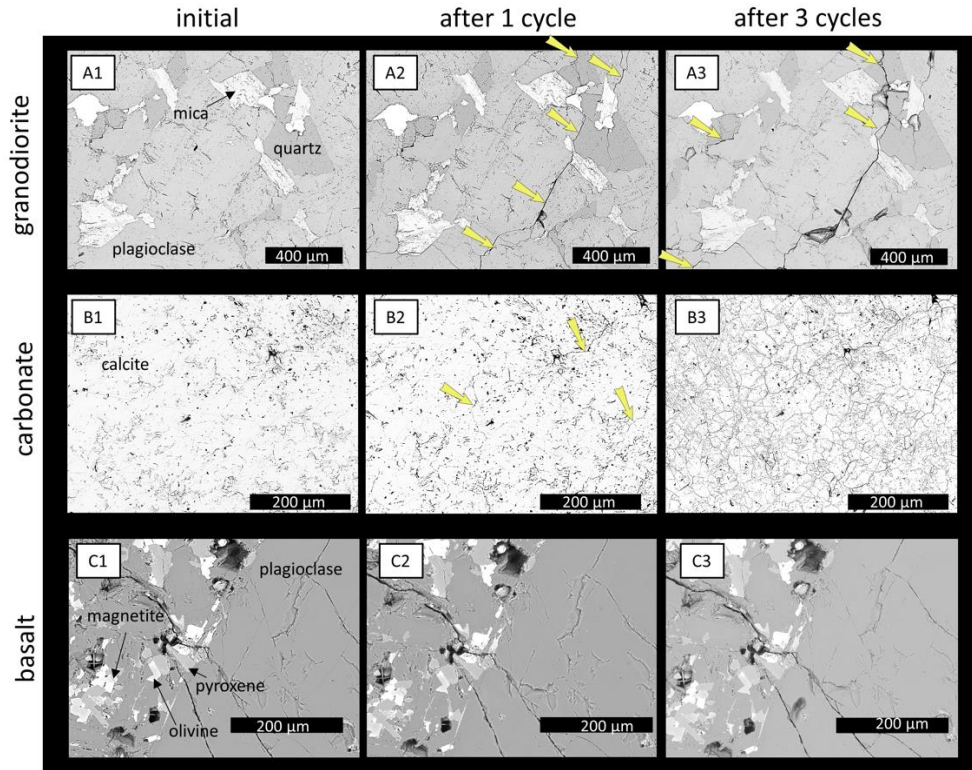 initial
after 1 cycle
after 3 cycles
granodiorite
A1
mica
quartz
plagioclase
400 µm
A2
400 µm
A3
400 µm
carbonate
B1
calcite
200 µm
B2
200 µm
B3
200 µm
basalt
C1
plagioclase
magnetite
pyroxene
olivine
200 µm
C2
200 µm
C3
200 µm